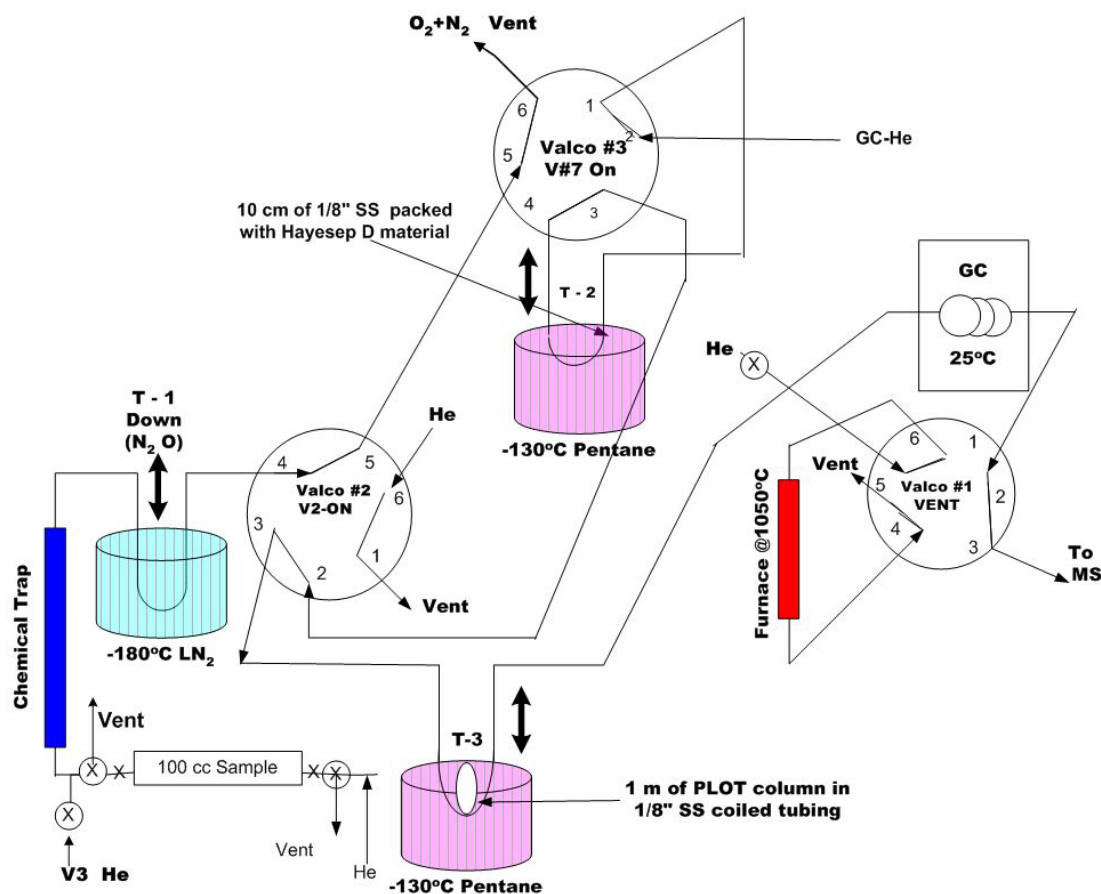 O₂+N₂ Vent
6
1
2
5
Valco #3
V#7 On
4
3
GC-He
10 cm of 1/8" SS packed
with Hayesep D material
T - 2
-130°C Pentane
GC
25°C
He
X
T - 1
Down
(N₂ O)
He
4
5
Valco #2
V2-ON
6
3
2
1
Vent
-180°C LN₂
Chemical Trap
Vent
6
1
5
Valco #1
VENT
2
4
3
To
MS
Furnace @1050°C
Vent
X
X
100 cc Sample
X
X
X
V3 He
Vent
He
T-3
1 m of PLOT column in
1/8" SS coiled tubing
-130°C Pentane